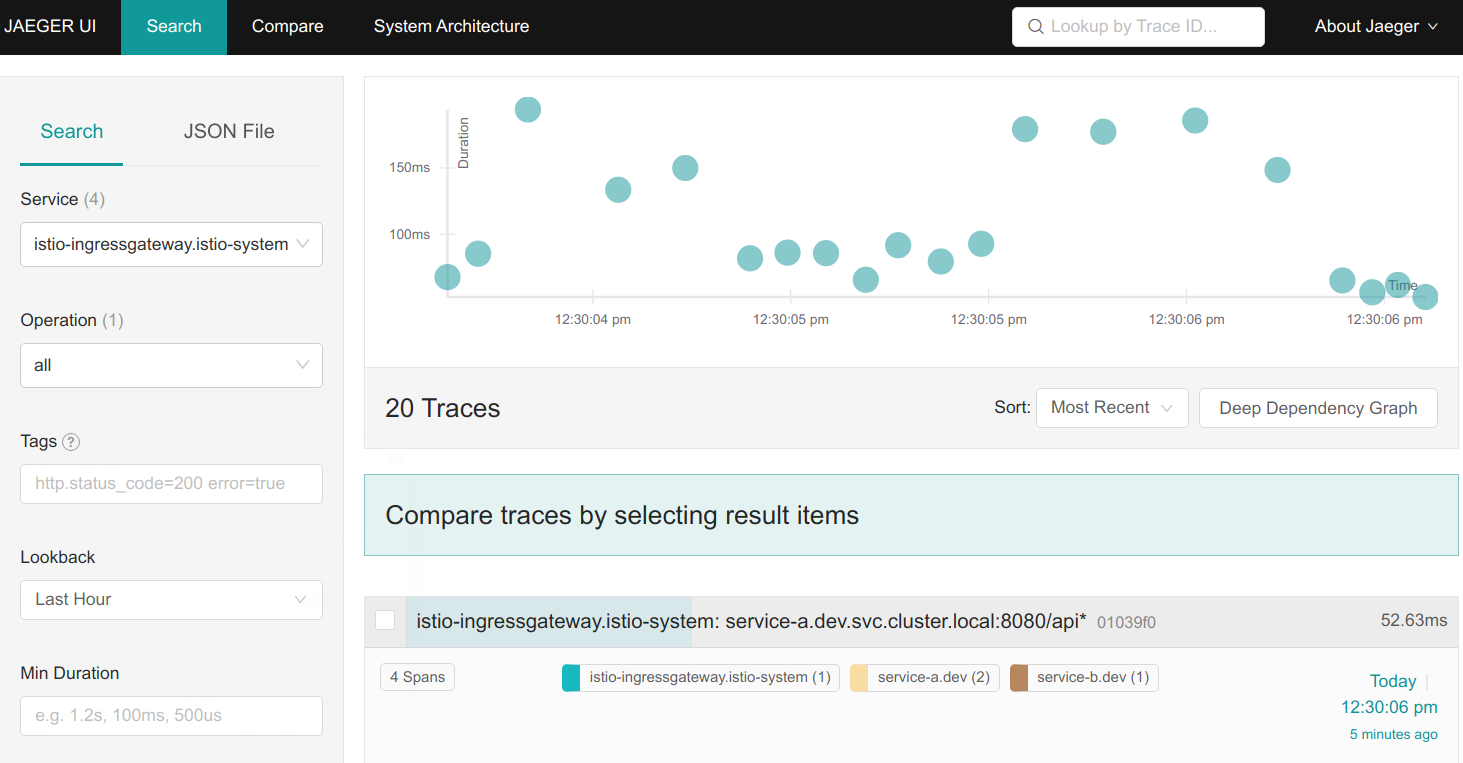 JAEGER UI Search Compare System Architecture Lookup by Trace ID... About Jaeger
Search JSON File
Service (4)
istio-ingressgateway.istio-system
Operation (1)
all
Tags ?
http.status_code=200 error=true
Lookback
Last Hour
Min Duration
e.g. 1.2s, 100ms, 500us
Duration
150ms
100ms
Time
12:30:04 pm 12:30:05 pm 12:30:05 pm 12:30:06 pm 12:30:06 pm
20 Traces Sort: Most Recent Deep Dependency Graph
Compare traces by selecting result items
istio-ingressgateway.istio-system: service-a.dev.svc.cluster.local:8080/api* 01039f0 52.63ms
4 Spans istio-ingressgateway.istio-system (1) service-a.dev (2) service-b.dev (1)
Today
12:30:06 pm
5 minutes ago